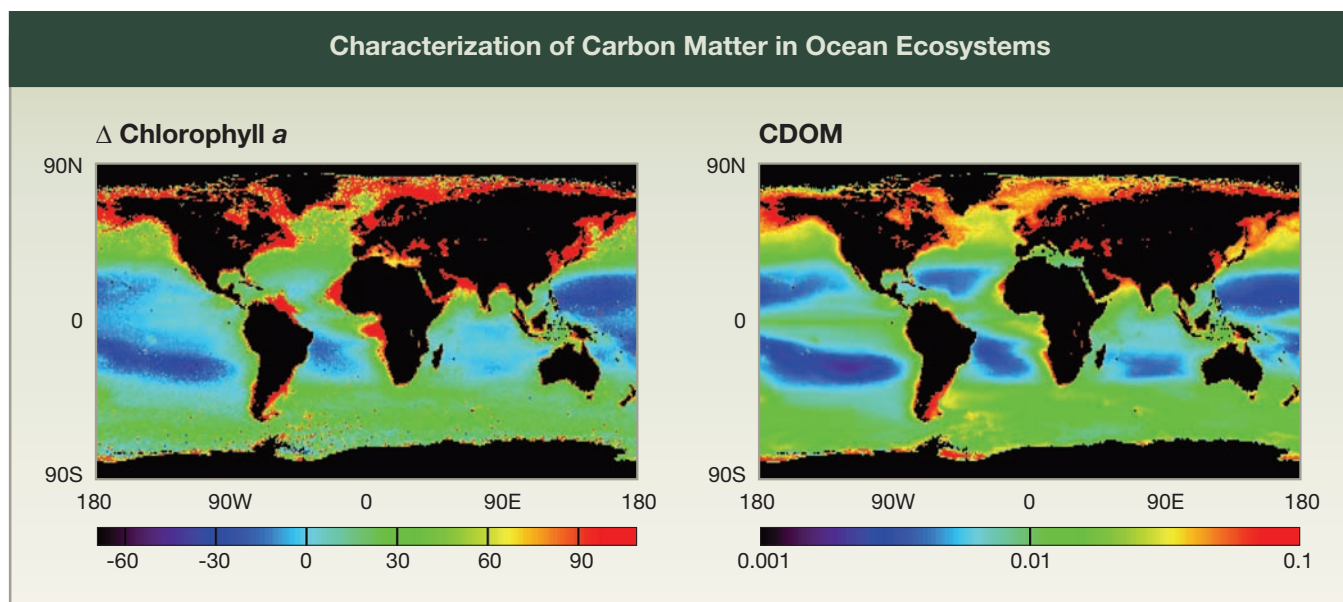 Characterization of Carbon Matter in Ocean Ecosystems
Δ Chlorophyll a
CDOM
90N
0
90S
180 90W 0 90E 180
-60 -30 0 30 60 90
90N
0
90S
180 90W 0 90E 180
0.001 0.01 0.1